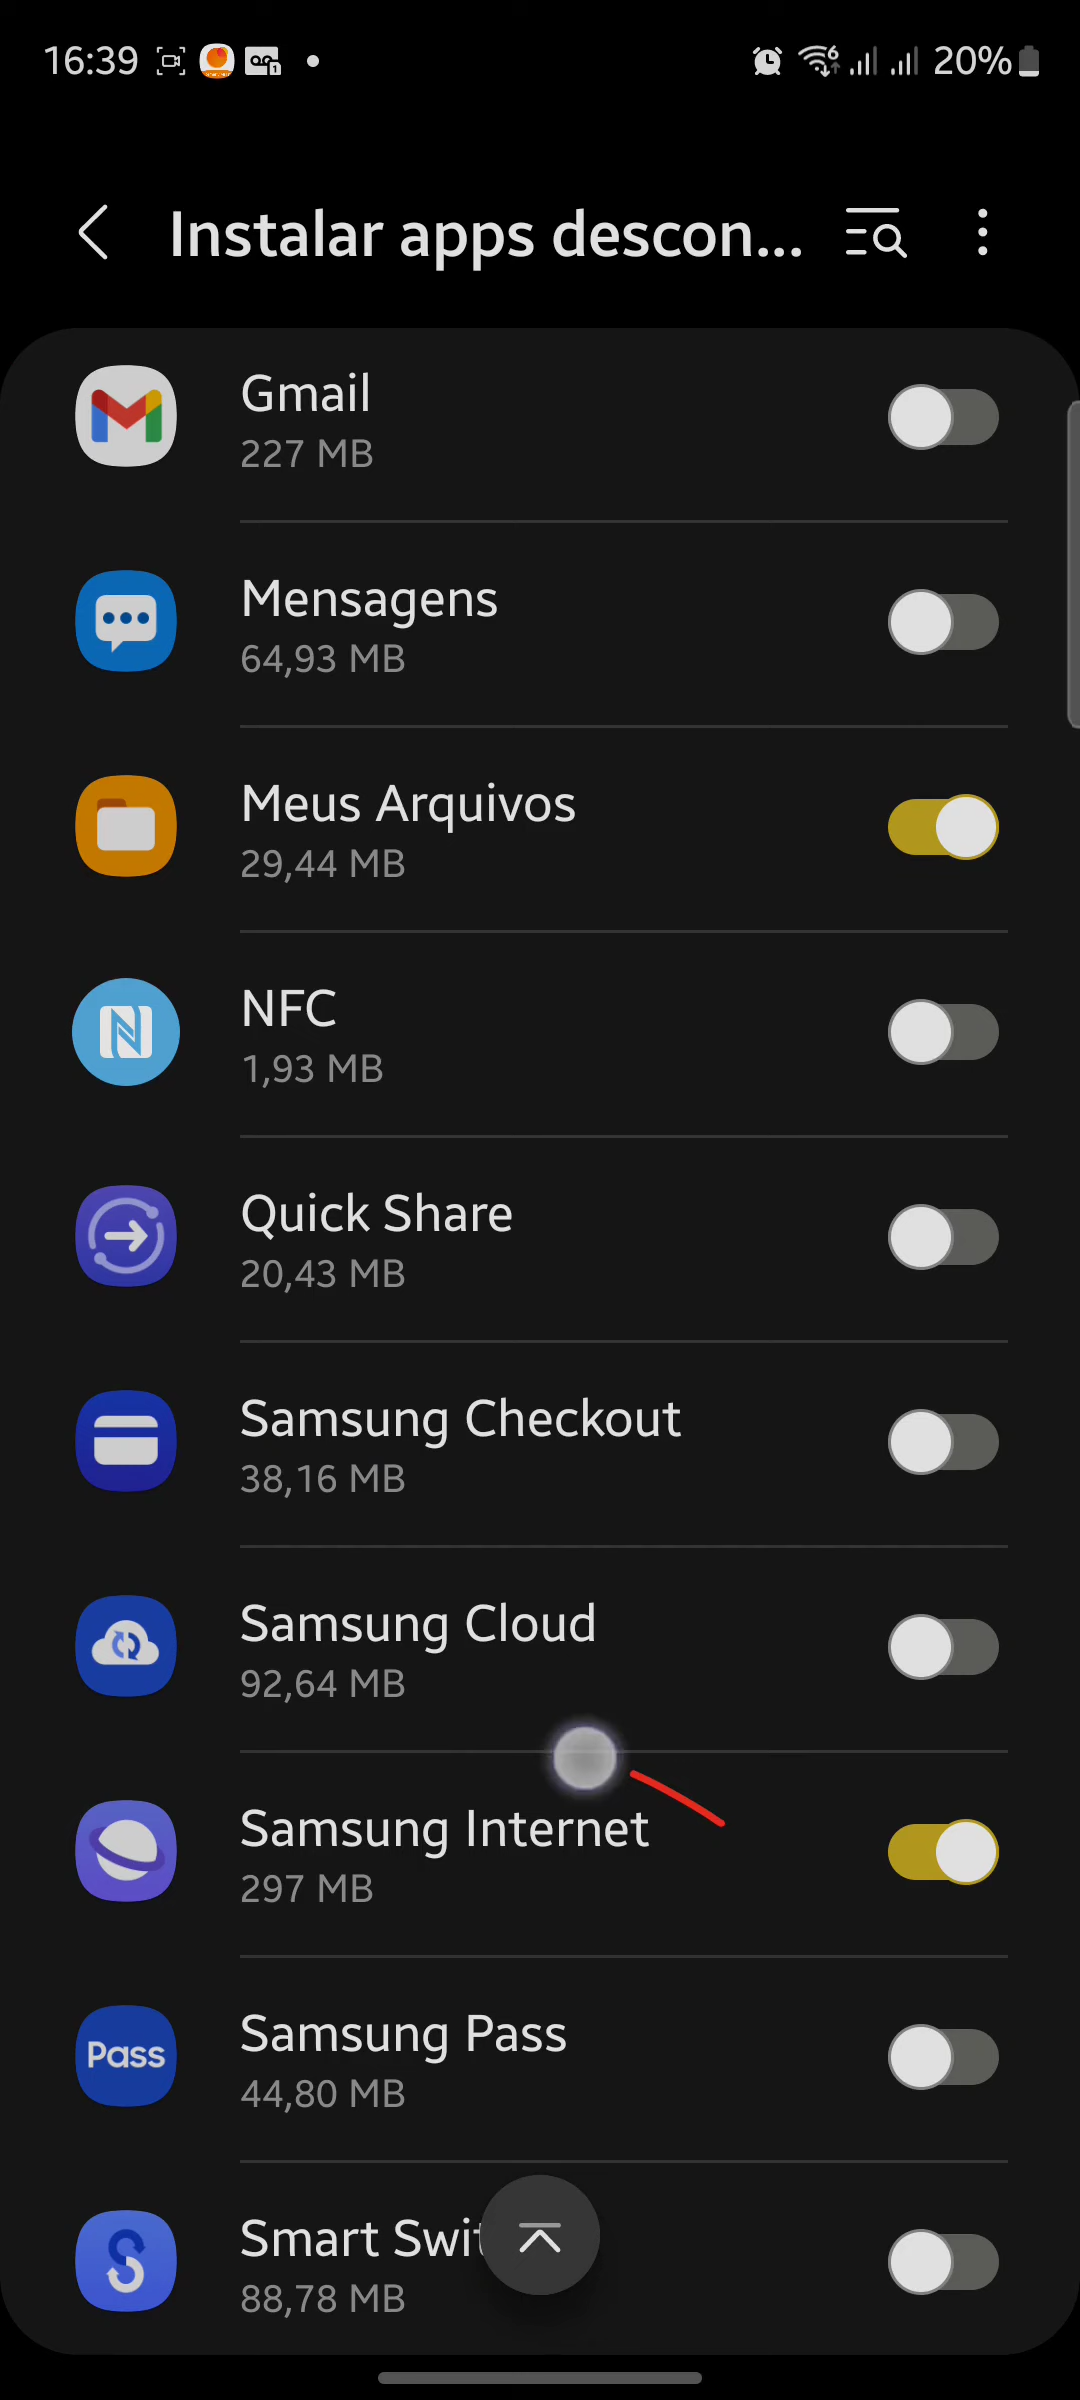 16:39
20%
Instalar apps descon...
Gmail
227 MB
Mensagens
64,93 MB
Meus Arquivos
29,44 MB
NFC
1,93 MB
Quick Share
20,43 MB
Samsung Checkout
38,16 MB
Samsung Cloud
92,64 MB
Samsung Internet
297 MB
Pass
Samsung Pass
44,80 MB
Smart Swit
88,78 MB